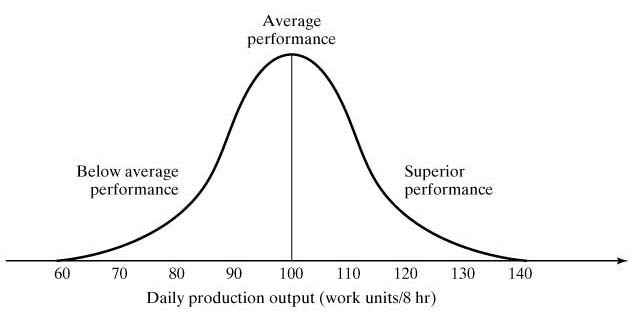 Average
performance
Below average
performance
Superior
performance
60 70 80 90 100 110 120 130 140
Daily production output (work units/8 hr)